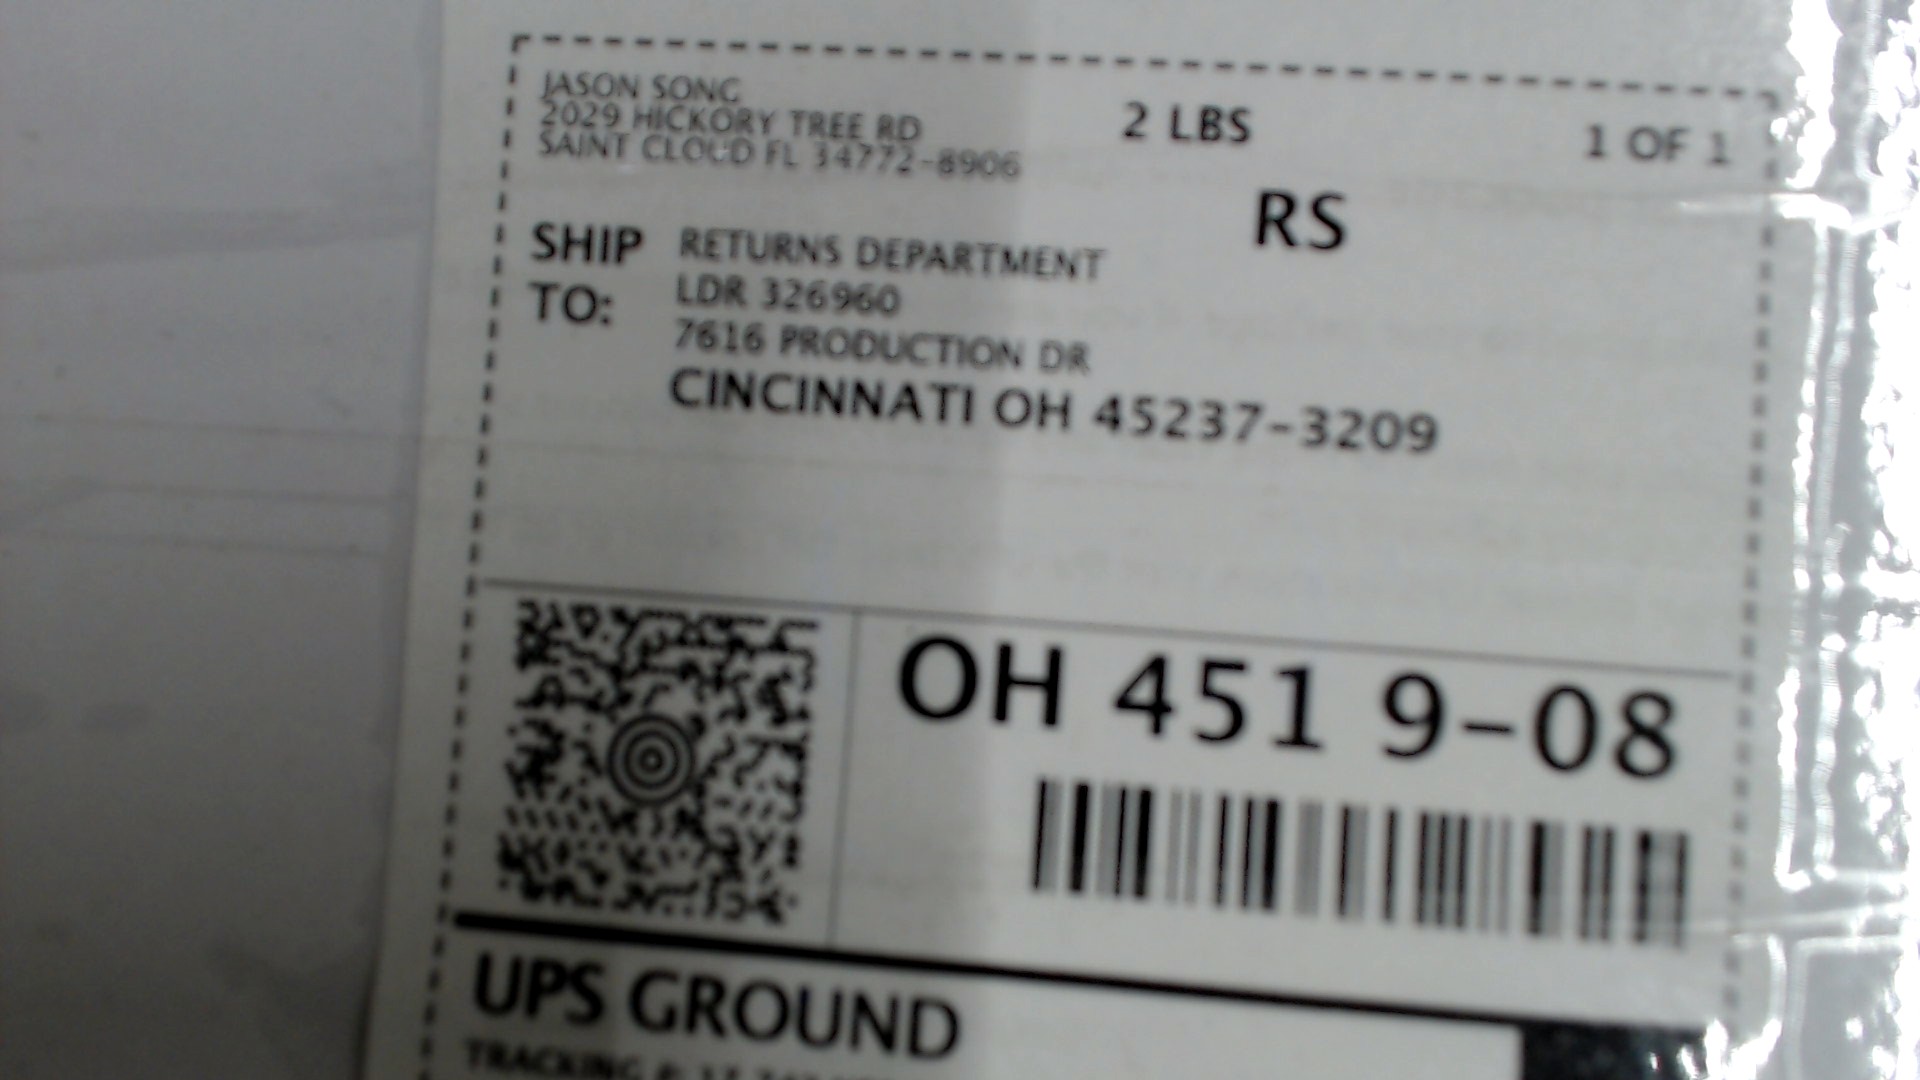 JASON SONG
2029 HICKORY TREE RD
SAINT CLOUD FL 34772-8906
2 LBS
1 OF 1
RS
SHIP TO:
RETURNS DEPARTMENT
LDR 326960
7616 PRODUCTION DR
CINCINNATI OH 45237-3209
OH 451 9-08
UPS GROUND
TRACKING #: